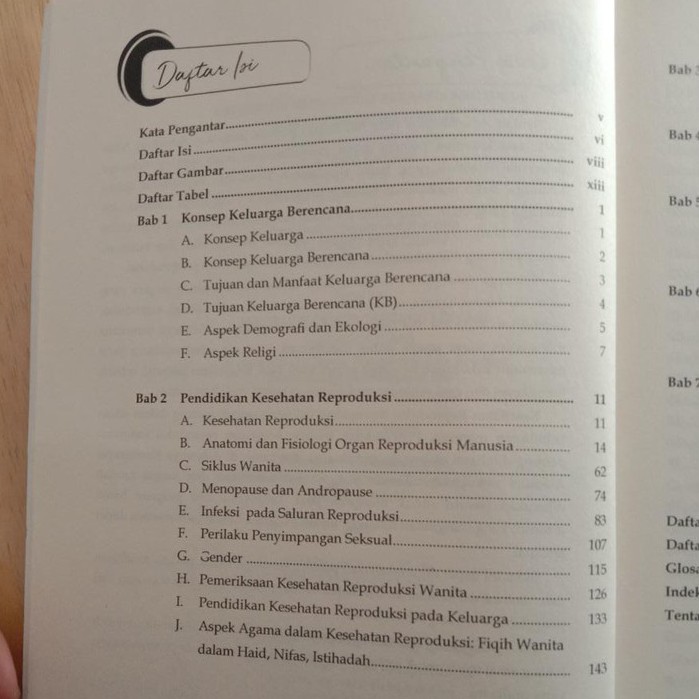 Daftar Isi
Kata Pengantar.......... v
Daftar Isi .......... vi
Daftar Gambar.......... viii
Daftar Tabel .......... xiii
Bab 1 Konsep Keluarga Berencana.......... 1
A. Konsep Keluarga .......... 1
B. Konsep Keluarga Berencana .......... 2
C. Tujuan dan Manfaat Keluarga Berencana .......... 3
D. Tujuan Keluarga Berencana (KB).......... 4
E. Aspek Demografi dan Ekologi .......... 5
F. Aspek Religi .......... 7
Bab 2 Pendidikan Kesehatan Reproduksi .......... 11
A. Kesehatan Reproduksi.......... 11
B. Anatomi dan Fisiologi Organ Reproduksi Manusia .......... 14
C. Siklus Wanita .......... 62
D. Menopause dan Andropause .......... 74
E. Infeksi pada Saluran Reproduksi.......... 83
F. Perilaku Penyimpangan Seksual.......... 107
G. Gender .......... 115
H. Pemeriksaan Kesehatan Reproduksi Wanita .......... 126
I. Pendidikan Kesehatan Reproduksi pada Keluarga .......... 133
J. Aspek Agama dalam Kesehatan Reproduksi: Fiqih Wanita
dalam Haid, Nifas, Istihadah.......... 143
Bab
Bab
Bab
Bab
Bab